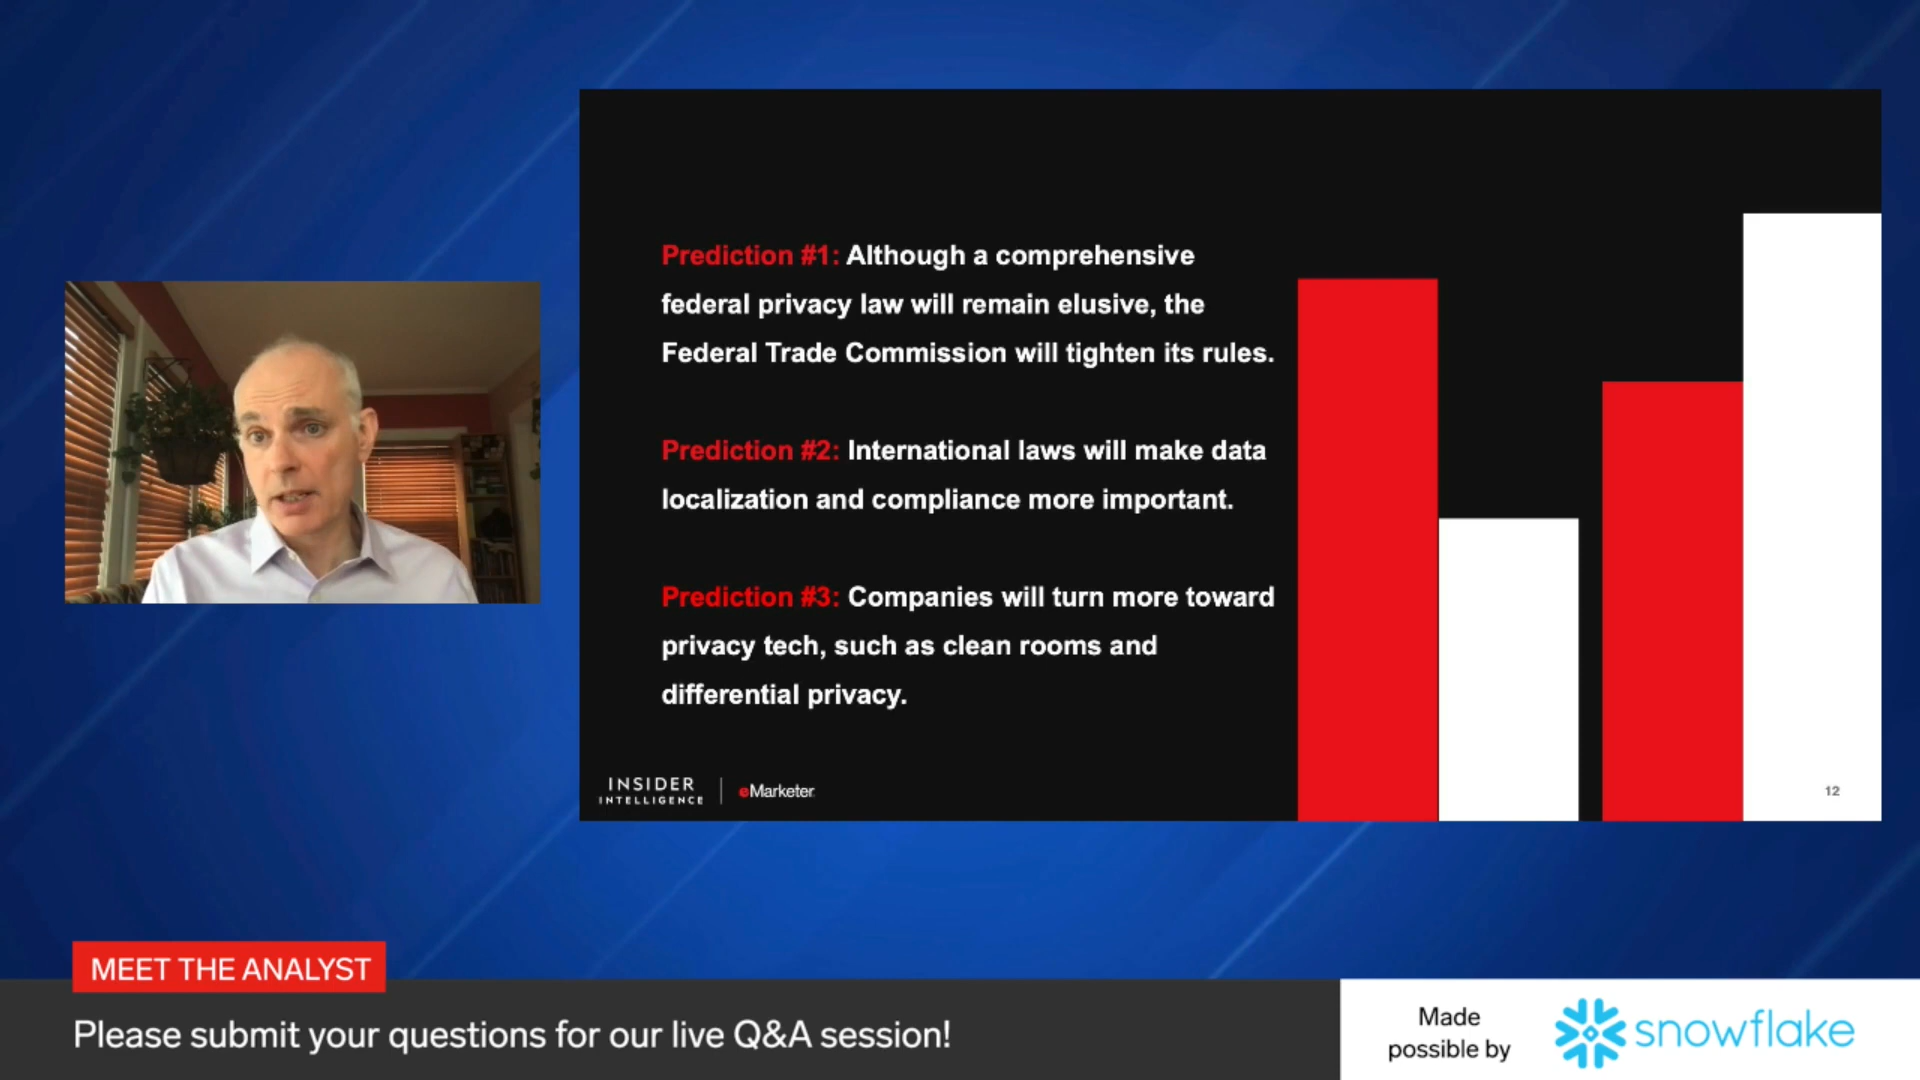 Prediction #1: Although a comprehensive
federal privacy law will remain elusive, the
Federal Trade Commission will tighten its rules.
Prediction #2: International laws will make data
localization and compliance more important.
Prediction #3: Companies will turn more toward
privacy tech, such as clean rooms and
differential privacy.
INSIDER
INTELLIGENCE
eMarketer
12
MEET THE ANALYST
Please submit your questions for our live Q&A session!
Made
possible by
snowflake